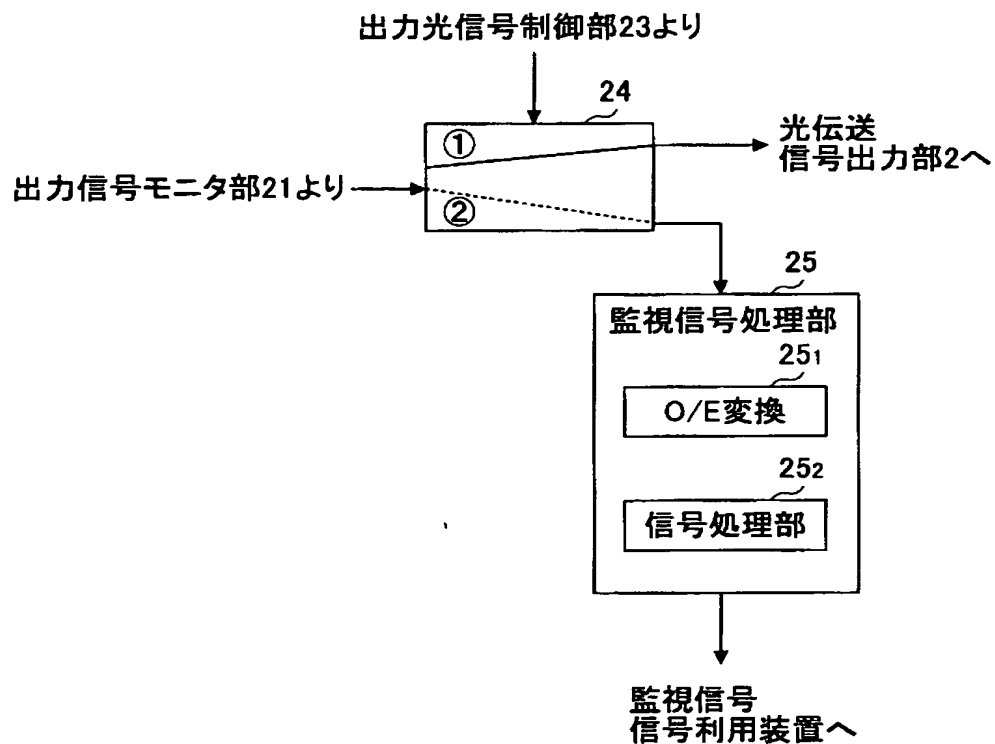 出力光信号制御部23より
24
①
光伝送
信号出力部2へ
出力信号モニタ部21より
②
25
監視信号処理部
251
O/E変換
252
信号処理部
監視信号
信号利用装置へ